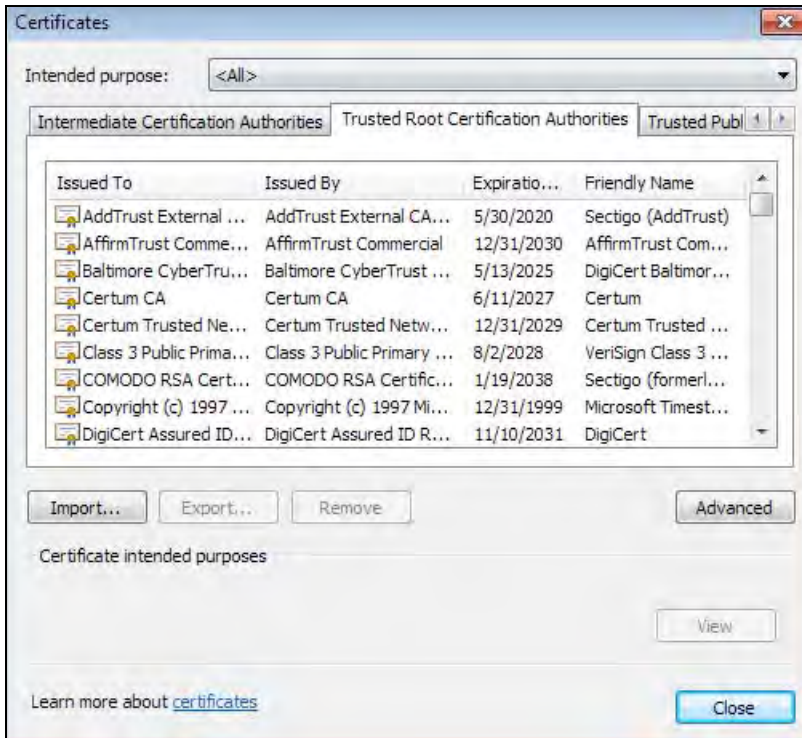 Certificates
Intended purpose: <All>
Intermediate Certification Authorities Trusted Root Certification Authorities Trusted Publ
Issued To Issued By Expiratio... Friendly Name
AddTrust External ... AddTrust External CA... 5/30/2020 Sectigo (AddTrust)
AffirmTrust Comme... AffirmTrust Commercial 12/31/2030 AffirmTrust Com...
Baltimore CyberTru... Baltimore CyberTrust ... 5/13/2025 DigiCert Baltimor...
Certum CA Certum CA 6/11/2027 Certum
Certum Trusted Ne... Certum Trusted Netw... 12/31/2029 Certum Trusted ...
Class 3 Public Prima... Class 3 Public Primary ... 8/2/2028 VeriSign Class 3 ...
COMODO RSA Cert... COMODO RSA Certific... 1/19/2038 Sectigo (formerl...
Copyright (c) 1997 ... Copyright (c) 1997 Mi... 12/31/1999 Microsoft Timest...
DigiCert Assured ID... DigiCert Assured ID R... 11/10/2031 DigiCert
Import... Export... Remove Advanced
Certificate intended purposes
View
Learn more about certificates
Close